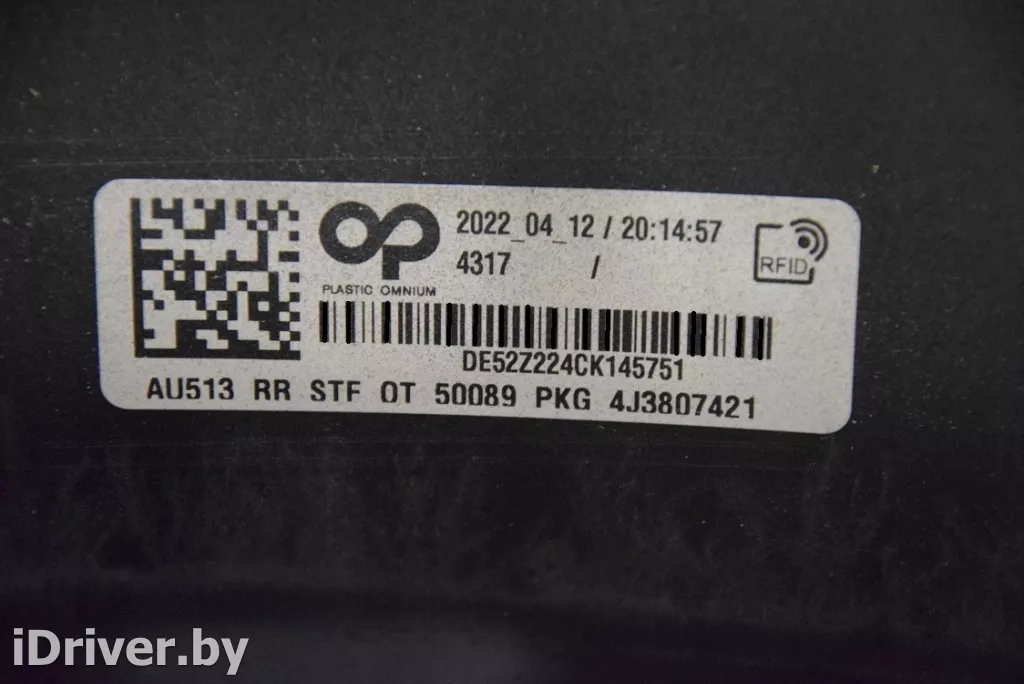 2022_04_12 / 20:14:57
4317 /
RFID
PLASTIC OMNIUM
DE52Z224CK145751
AU513 RR STF OT 50089 PKG 4J3807421
iDriver.by